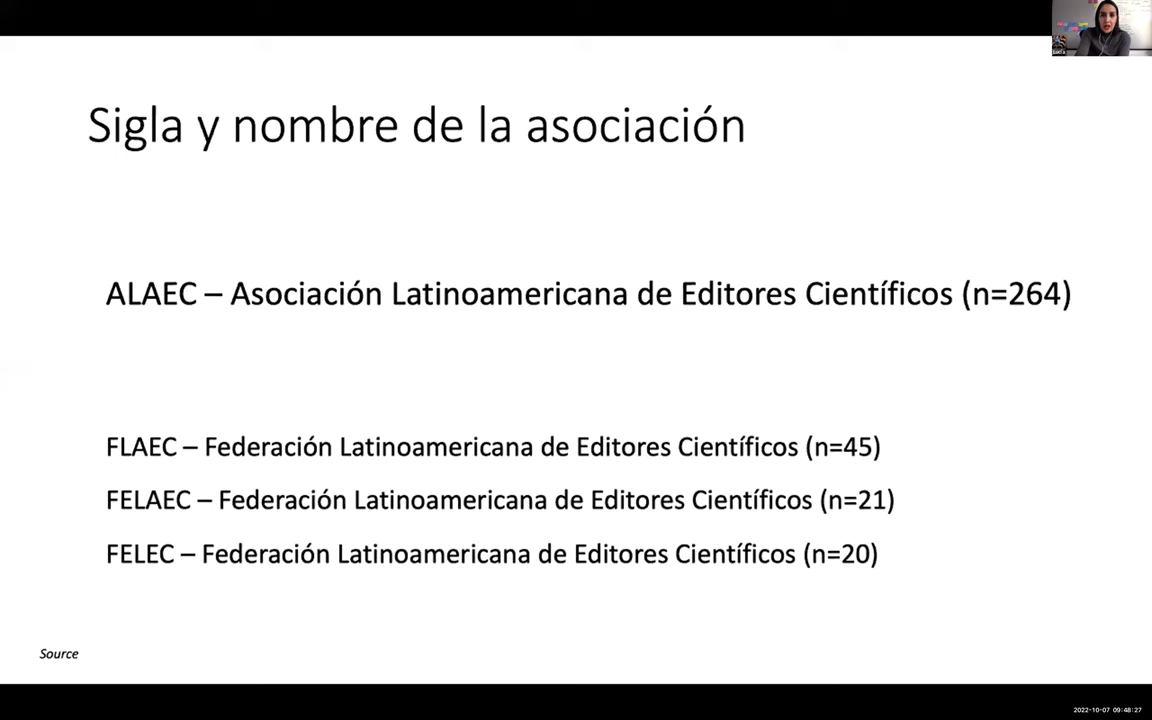 Sigla y nombre de la asociación
ALAEC – Asociación Latinoamericana de Editores Científicos (n=264)
FLAEC – Federación Latinoamericana de Editores Científicos (n=45)
FELAEC – Federación Latinoamericana de Editores Científicos (n=21)
FELEC – Federación Latinoamericana de Editores Científicos (n=20)
Source
2022-10-07 09:48:27